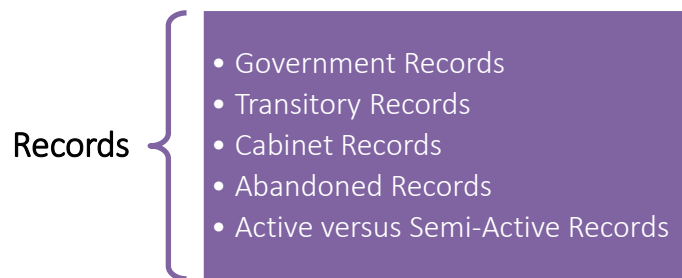 Records
• Government Records
• Transitory Records
• Cabinet Records
• Abandoned Records
• Active versus Semi-Active Records